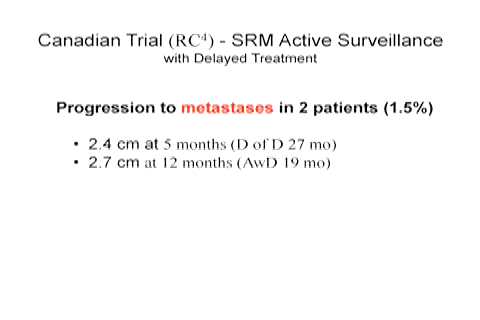 Canadian Trial (RC⁴) - SRM Active Surveillance
with Delayed Treatment
Progression to metastases in 2 patients (1.5%)
• 2.4 cm at 5 months (D of D 27 mo)
• 2.7 cm at 12 months (AwD 19 mo)